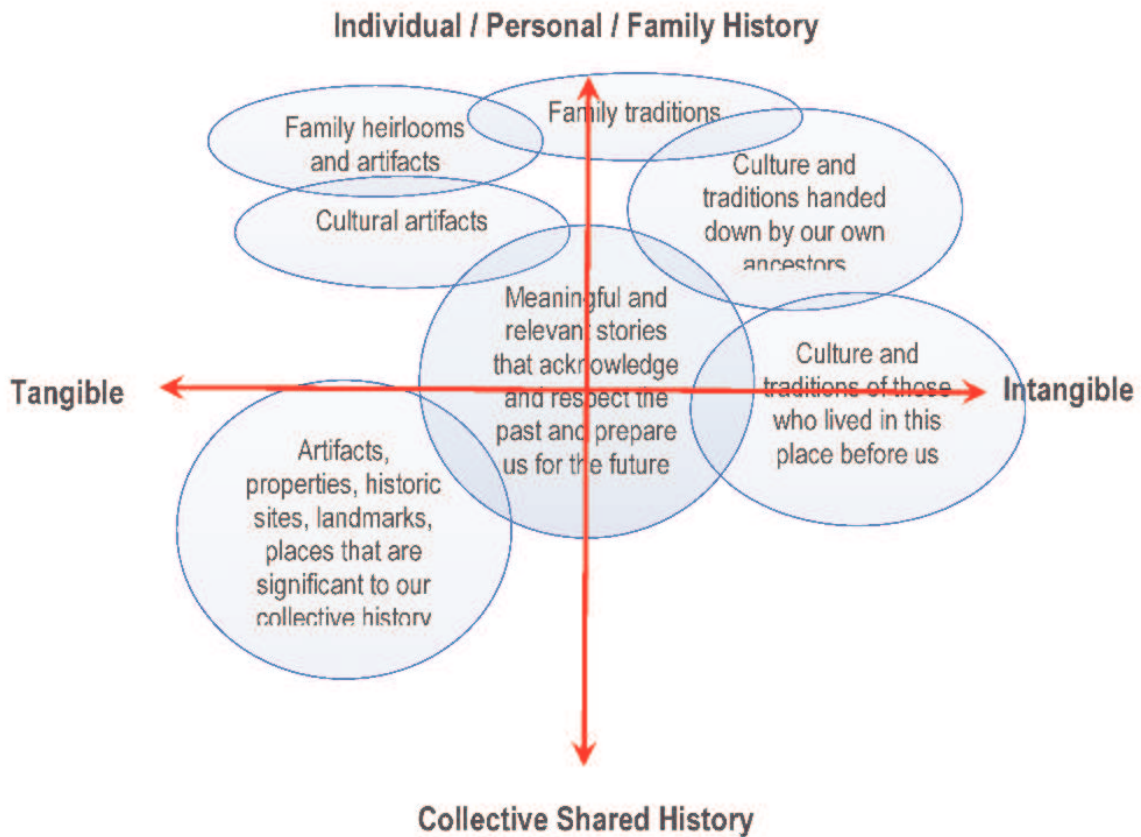 Individual / Personal / Family History
Family traditions
Family heirlooms
and artifacts
Culture and
traditions handed
down by our own
ancestors
Cultural artifacts
Meaningful and
relevant stories
that acknowledge
and respect the
past and prepare
us for the future
Culture and
traditions of those
who lived in this
place before us
Tangible
Intangible
Artifacts,
properties, historic
sites, landmarks,
places that are
significant to our
collective history
Collective Shared History